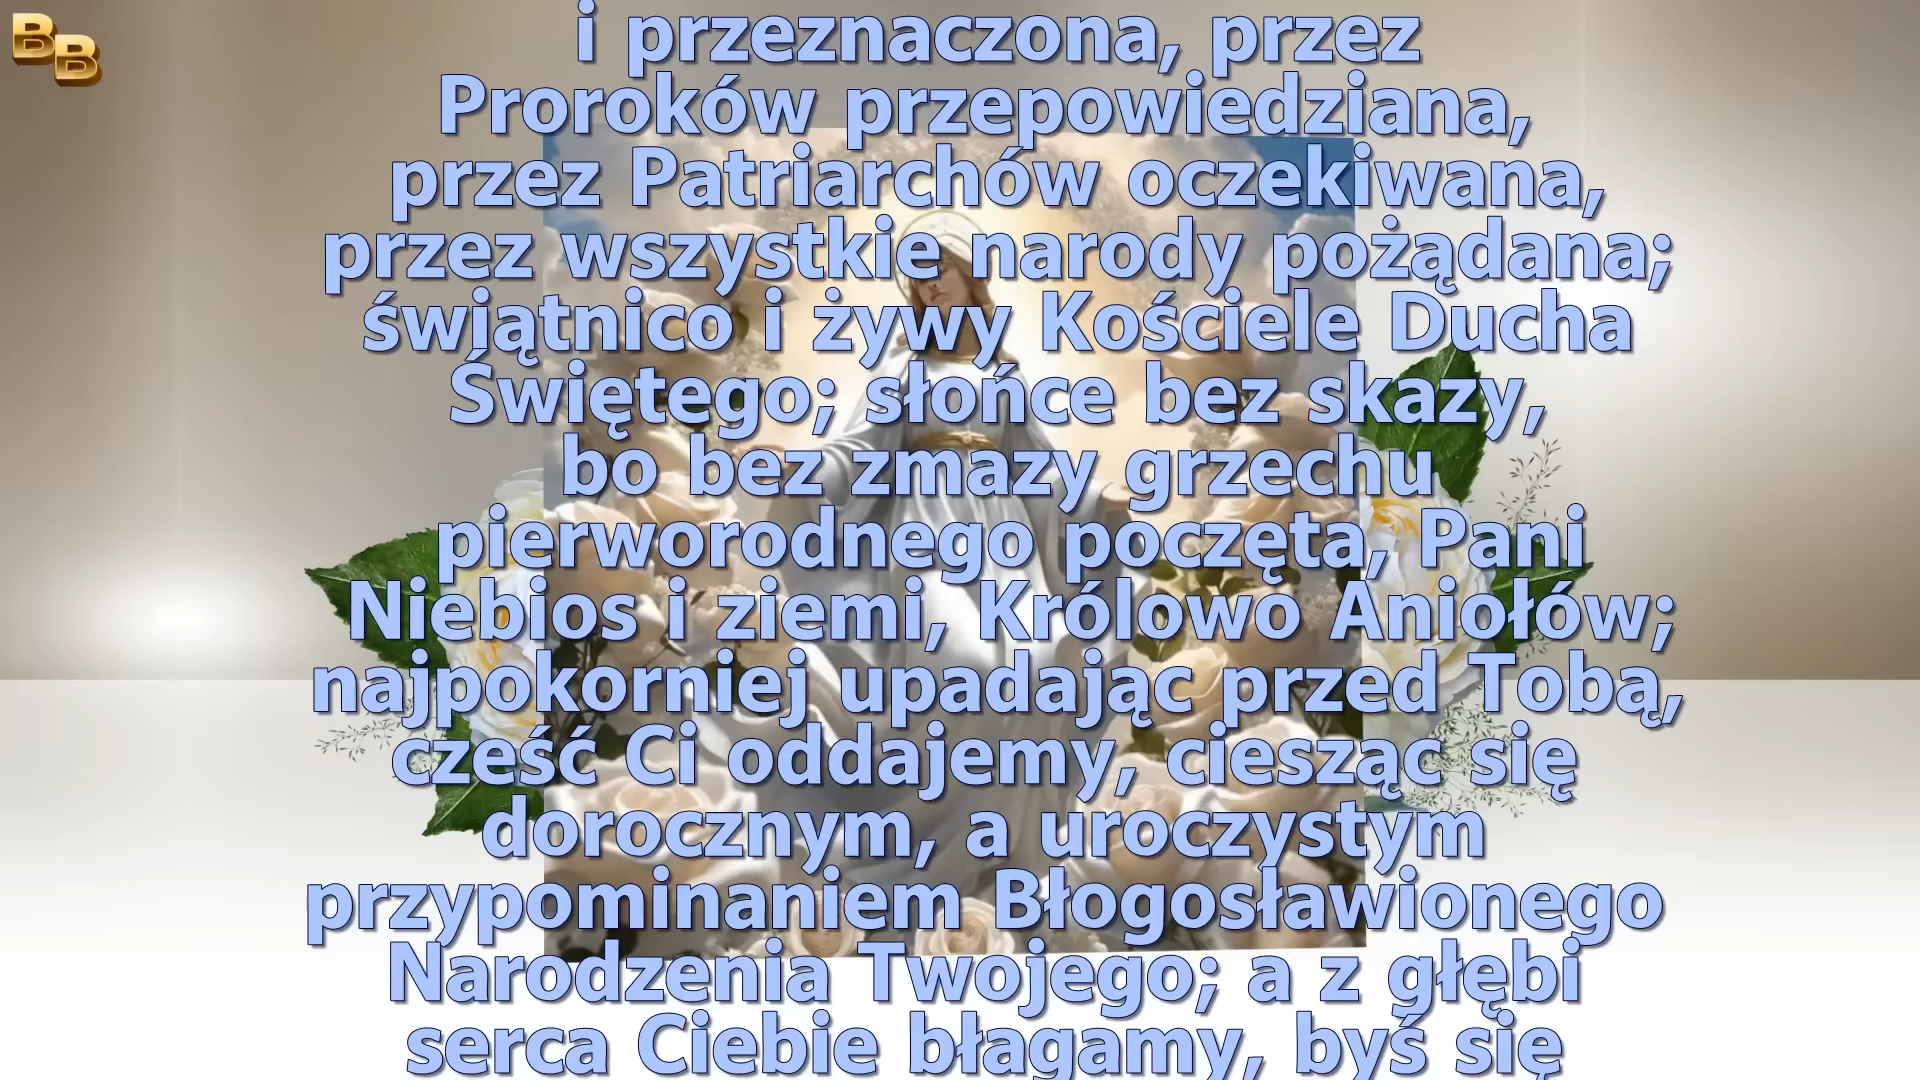 BB
i przeznaczona, przez
Proroków przepowiedziana,
przez Patriarchów oczekiwana,
przez wszystkie narody pożądana;
świątnico i żywy Kościele Ducha
Świętego; słońce bez skazy,
bo bez zmazy grzechu
pierworodnego poczęta, Pani
Niebios i ziemi, Królowo Aniołów;
najpokorniej upadając przed Tobą,
cześć Ci oddajemy, ciesząc się
dorocznym, a uroczystym
przypominaniem Błogosławionego
Narodzenia Twojego; a z głębi
serca Ciebie błagamy, byś się